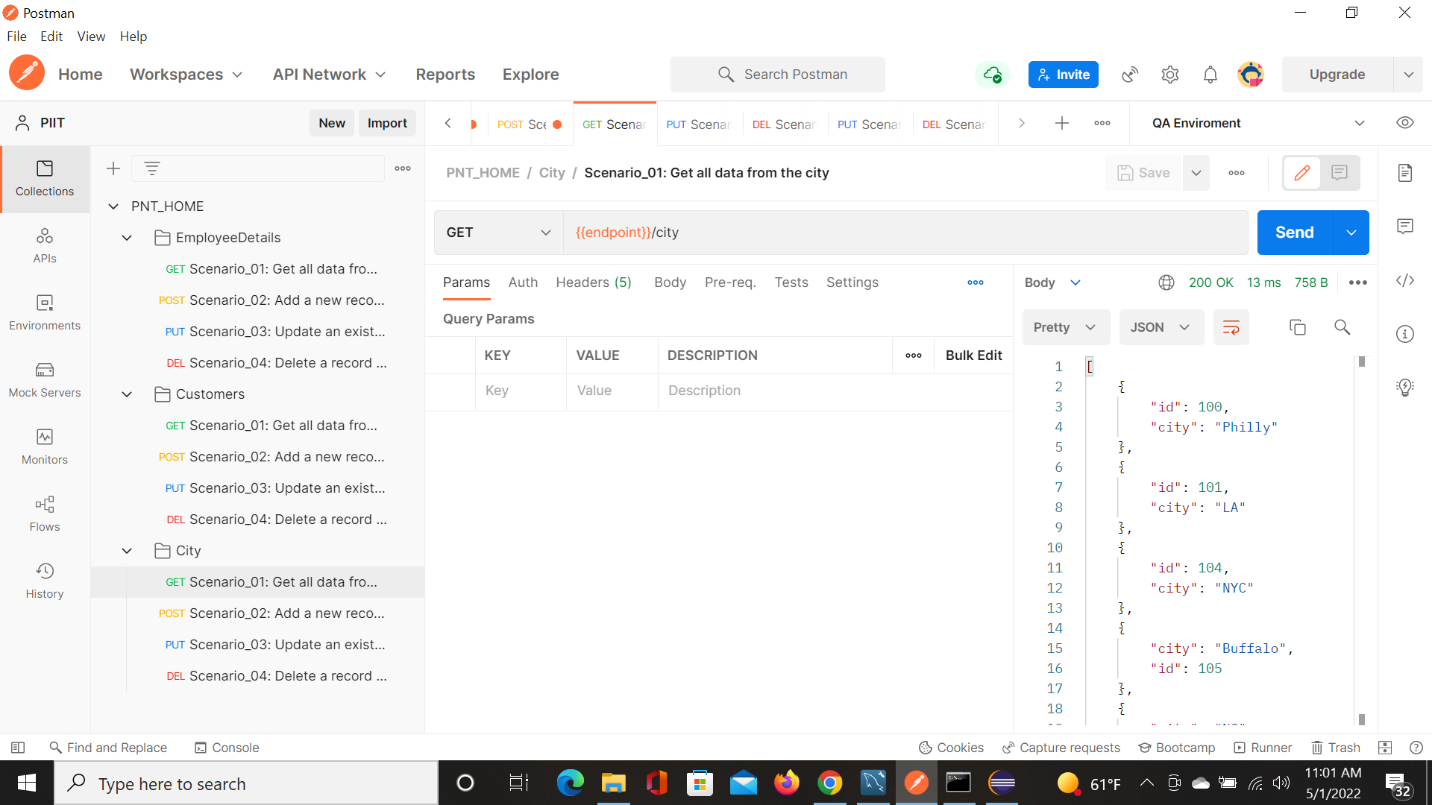 Postman
File Edit View Help
Home Workspaces API Network Reports Explore Search Postman Invite Upgrade
PIIT New Import
POST Sce GET Scenar PUT Scenar DEL Scenar PUT Scenar DEL Scenar QA Enviroment
Collections
APIs
Environments
Mock Servers
Monitors
Flows
History
PNT_HOME
EmployeeDetails
GET Scenario_01: Get all data fro...
POST Scenario_02: Add a new reco...
PUT Scenario_03: Update an exist...
DEL Scenario_04: Delete a record ...
Customers
GET Scenario_01: Get all data fro...
POST Scenario_02: Add a new reco...
PUT Scenario_03: Update an exist...
DEL Scenario_04: Delete a record ...
City
GET Scenario_01: Get all data fro...
POST Scenario_02: Add a new reco...
PUT Scenario_03: Update an exist...
DEL Scenario_04: Delete a record ...
PNT_HOME / City / Scenario_01: Get all data from the city Save
GET {{endpoint}}/city Send
Params Auth Headers (5) Body Pre-req. Tests Settings
Query Params
KEY VALUE DESCRIPTION Bulk Edit
Key Value Description
Body 200 OK 13 ms 758 B
Pretty JSON
1 [
2 {
3 "id": 100,
4 "city": "Philly"
5 },
6 {
7 "id": 101,
8 "city": "LA"
9 },
10 {
11 "id": 104,
12 "city": "NYC"
13 },
14 {
15 "city": "Buffalo",
16 "id": 105
17 },
18 {
Find and Replace Console Cookies Capture requests Bootcamp Runner Trash
Type here to search 61°F 11:01 AM
5/1/2022 32